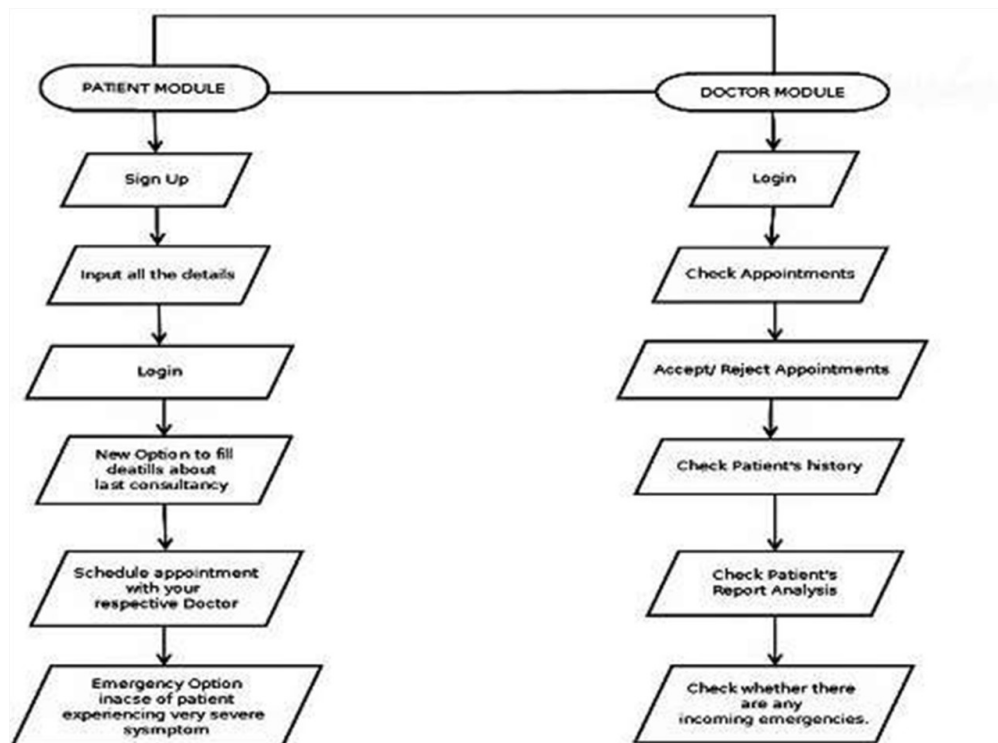 PATIENT MODULE
Sign Up
Input all the details
Login
New Option to fill
deatills about
last consultancy
Schedule appointment
with your
respective Doctor
Emergency Option
inacse of patient
experiencing very severe
sysmptom
DOCTOR MODULE
Login
Check Appointments
Accept/ Reject Appointments
Check Patient's history
Check Patient's
Report Analysis
Check whether there
are any
incoming emergencies.